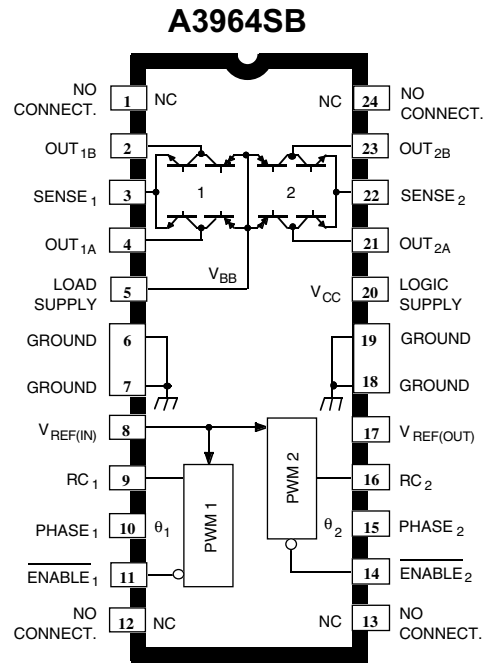 A3964SB
NO
CONNECT.
1
NC
NC
24
NO
CONNECT.
OUT1B
2
23
OUT2B
SENSE1
3
1
2
22
SENSE2
OUT1A
4
21
OUT2A
LOAD
SUPPLY
5
VBB
VCC
20
LOGIC
SUPPLY
GROUND
6
19
GROUND
GROUND
7
18
GROUND
VREF(IN)
8
17
VREF(OUT)
RC1
9
PWM 1
PWM 2
16
RC2
PHASE1
10
θ1
θ2
15
PHASE2
ENABLE1
11
14
ENABLE2
NO
CONNECT.
12
NC
NC
13
NO
CONNECT.